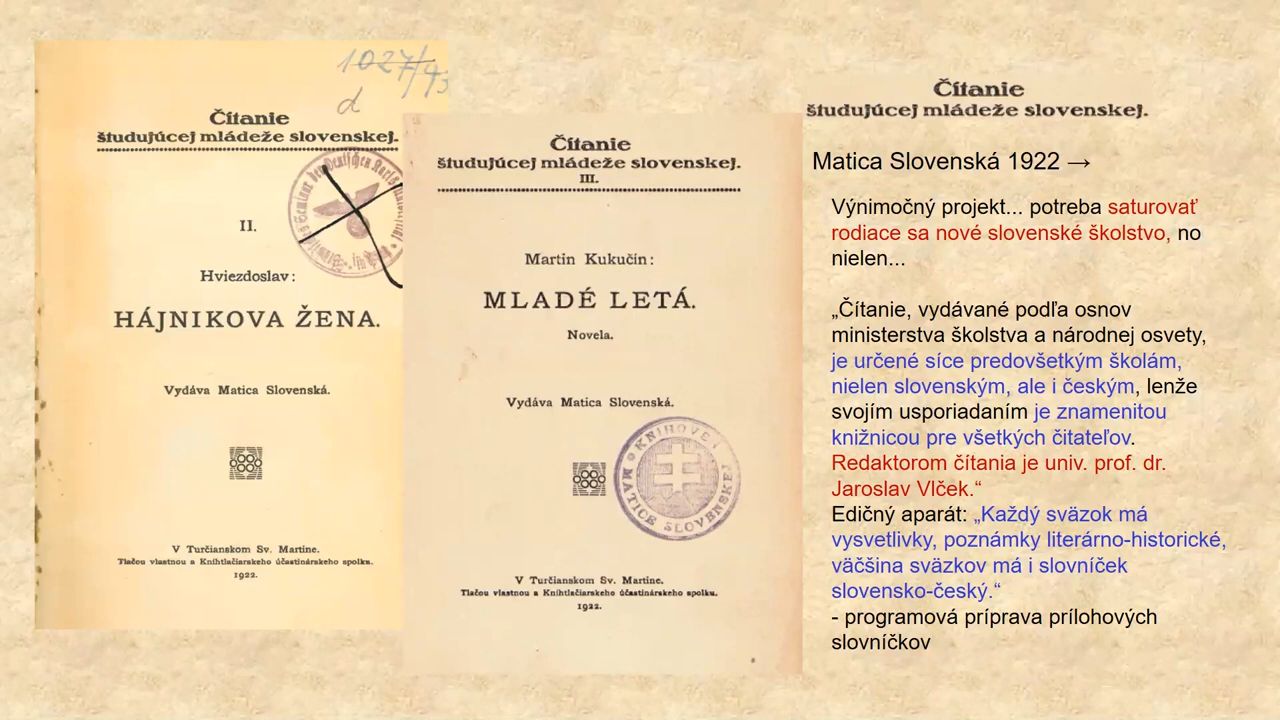 1027/43
d
Čítanie
študujúcej mládeže slovenskej.
II.
Hviezdoslav:
HÁJNIKOVA ŽENA.
Vydáva Matica Slovenská.
V Turčianskom Sv. Martine.
Tlačou vlastnou a Kníhtlačiarskeho účastinárskeho spolku.
1922.
Čítanie
študujúcej mládeže slovenskej.
III.
Martin Kukučín:
MLADÉ LETÁ.
Novela.
Vydáva Matica Slovenská.
KNIHOVEŇ
MATICE SLOVENSKEJ
V Turčianskom Sv. Martine.
Tlačou vlastnou a Kníhtlačiarskeho účastinárskeho spolku.
1922.
Čítanie
študujúcej mládeže slovenskej.
Matica Slovenská 1922 →
Výnimočný projekt... potreba saturovať
rodiace sa nové slovenské školstvo, no
nielen...
„Čítanie, vydávané podľa osnov
ministerstva školstva a národnej osvety,
je určené síce predovšetkým školám,
nielen slovenským, ale i českým, lenže
svojím usporiadaním je znamenitou
knižnicou pre všetkých čitateľov.
Redaktorom čítania je univ. prof. dr.
Jaroslav Vlček.“
Edičný aparát: „Každý sväzok má
vysvetlivky, poznámky literárno-historické,
väčšina sväzkov má i slovníček
slovensko-český.“
- programová príprava prílohových
slovníčkov